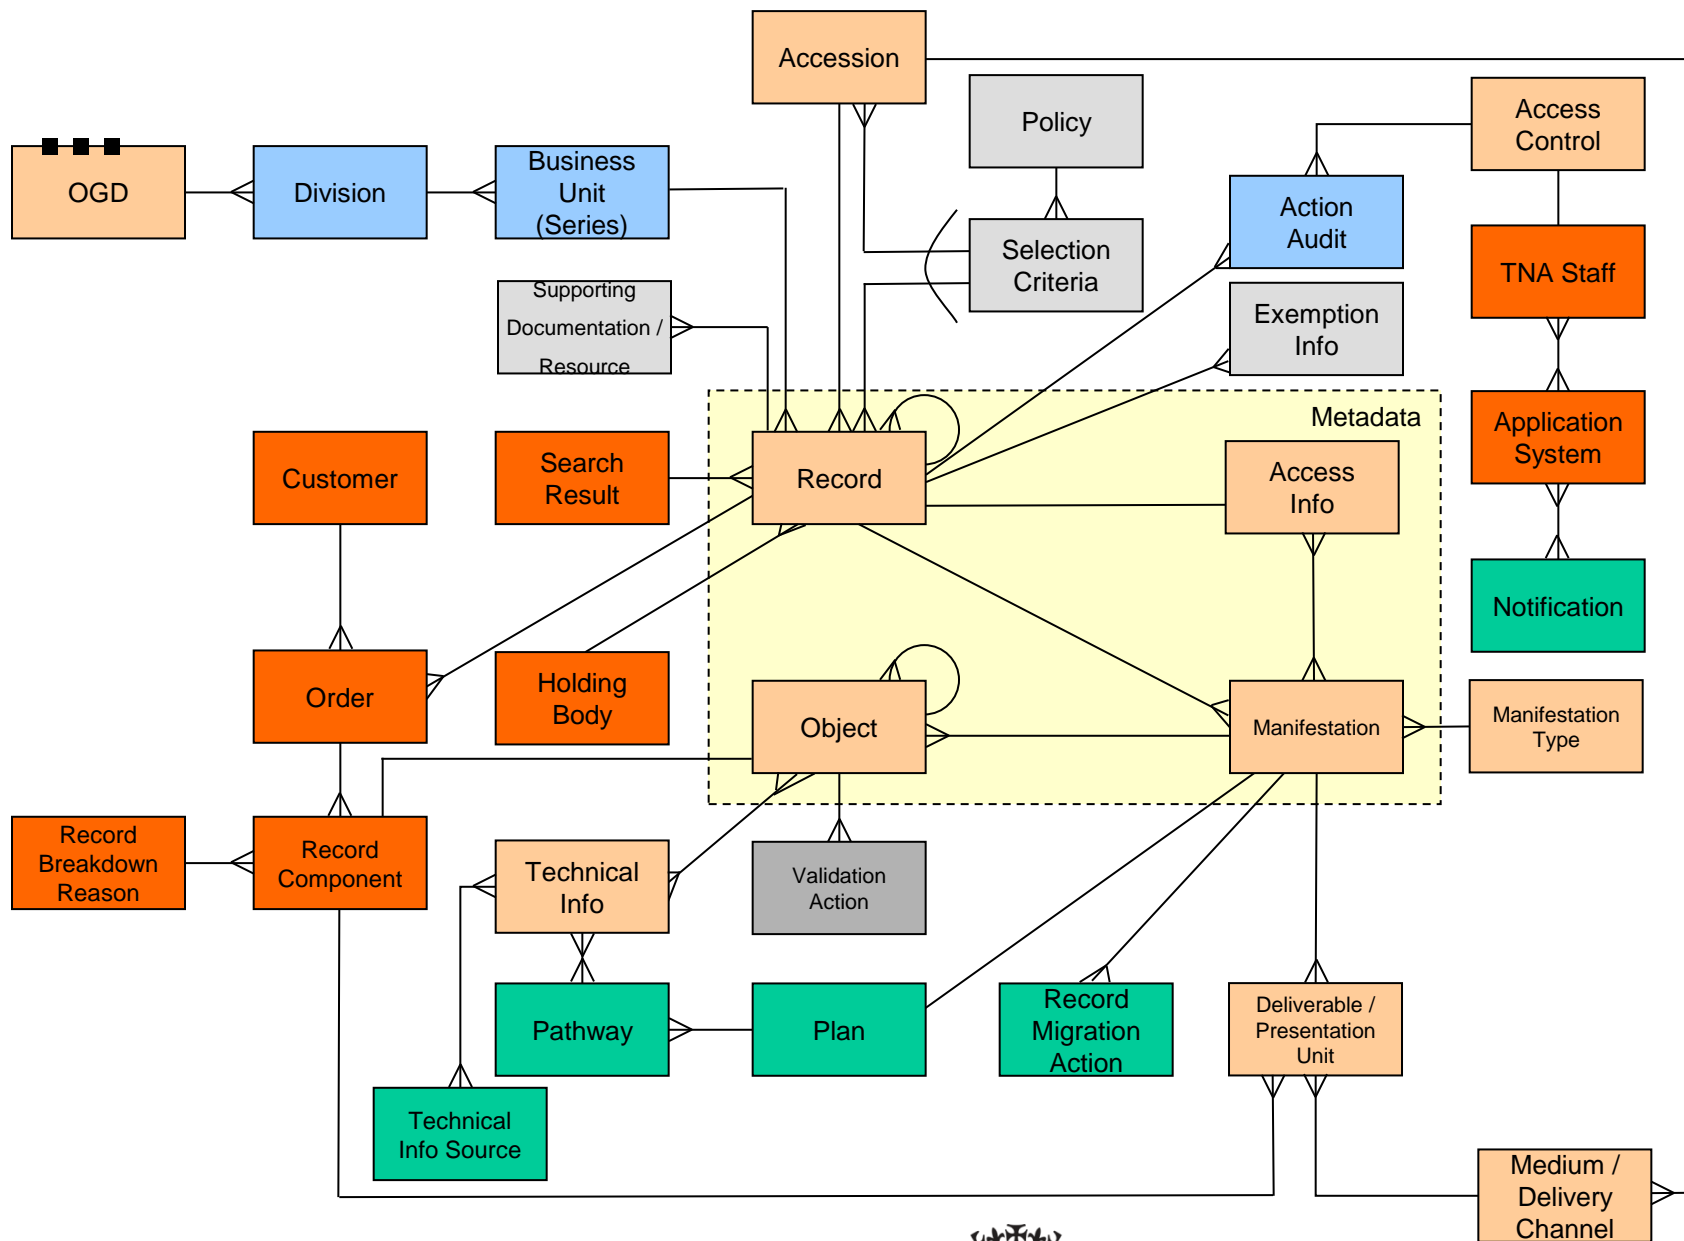 Accession
Policy
Access
Control
OGD
Division
Business
Unit
(Series)
Action
Audit
Selection
Criteria
TNA Staff
Supporting
Documentation /
Resource
Exemption
Info
Metadata
Customer
Search
Result
Record
Access
Info
Application
System
Notification
Order
Holding
Body
Object
Manifestation
Manifestation
Type
Record
Breakdown
Reason
Record
Component
Technical
Info
Validation
Action
Pathway
Plan
Record
Migration
Action
Deliverable /
Presentation
Unit
Technical
Info Source
Medium /
Delivery
Channel